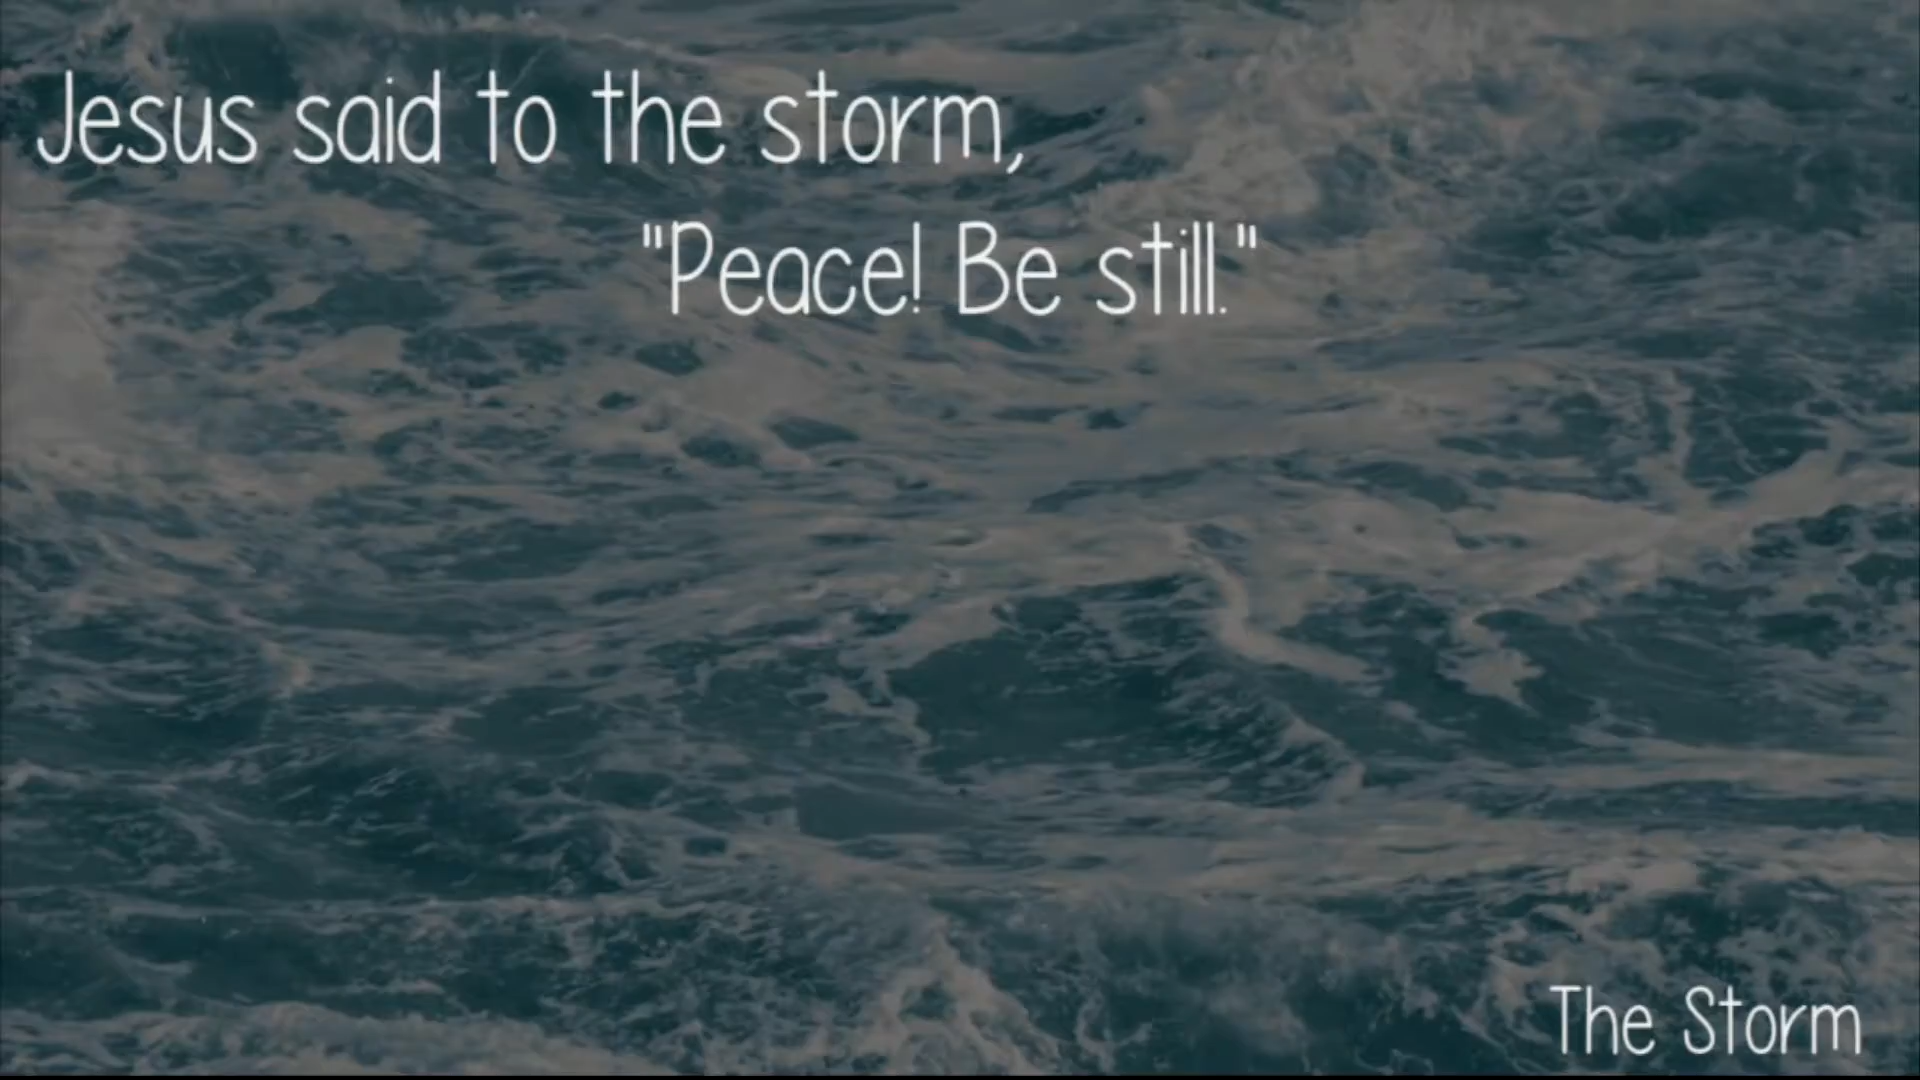 Jesus said to the storm,
"Peace! Be still."
The Storm